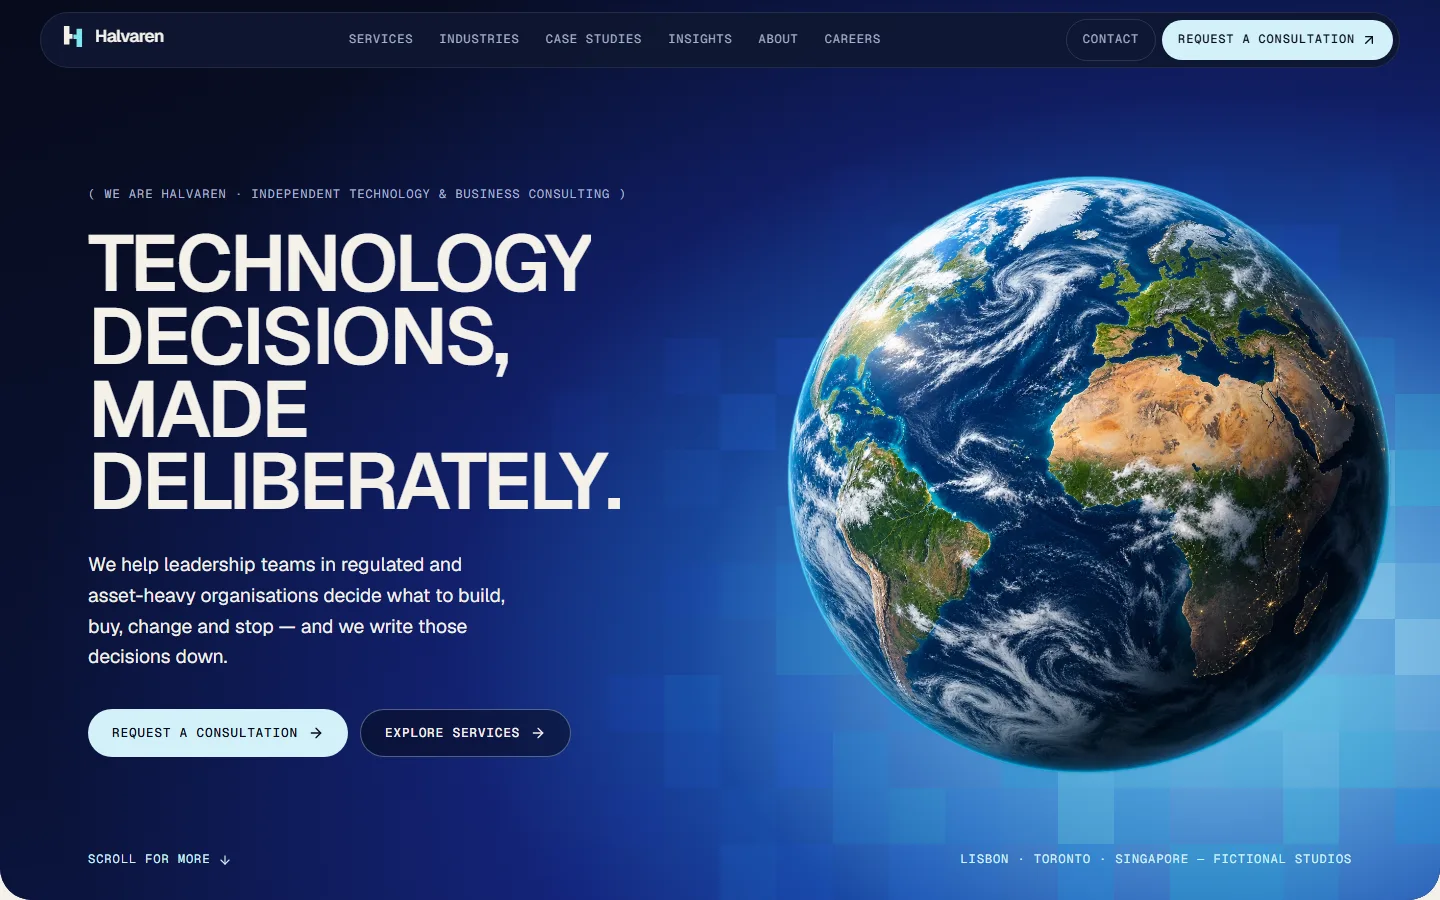 Halvaren
SERVICES INDUSTRIES CASE STUDIES INSIGHTS ABOUT CAREERS
CONTACT
REQUEST A CONSULTATION
( WE ARE HALVAREN · INDEPENDENT TECHNOLOGY & BUSINESS CONSULTING )
TECHNOLOGY
DECISIONS,
MADE
DELIBERATELY.
We help leadership teams in regulated and
asset-heavy organisations decide what to build,
buy, change and stop — and we write those
decisions down.
REQUEST A CONSULTATION
EXPLORE SERVICES
SCROLL FOR MORE
LISBON · TORONTO · SINGAPORE — FICTIONAL STUDIOS